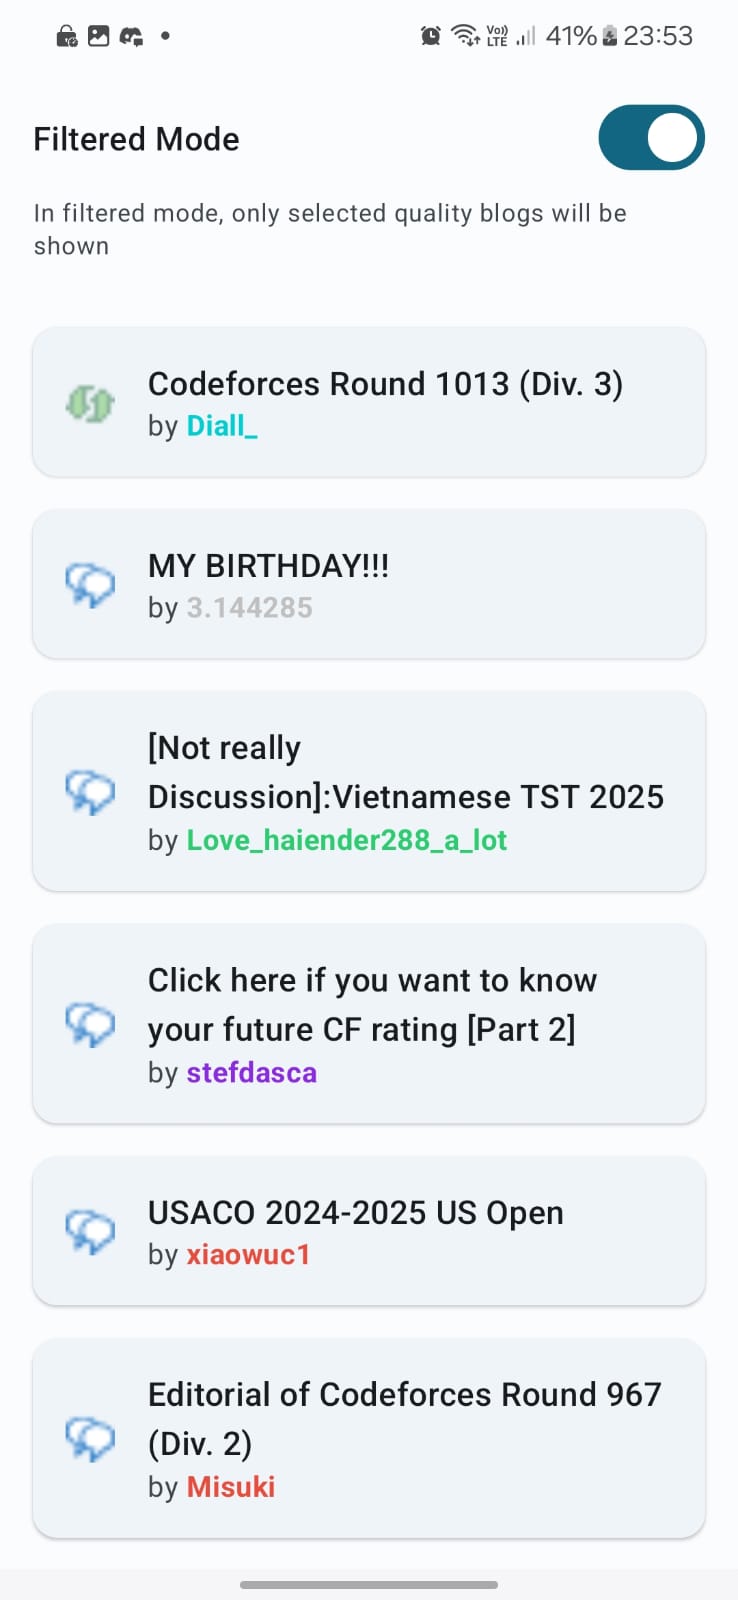 Vo))
LTE
41%
23:53
Filtered Mode
In filtered mode, only selected quality blogs will be
shown
Codeforces Round 1013 (Div. 3)
by Diall_
MY BIRTHDAY!!!
by 3.144285
[Not really
Discussion]:Vietnamese TST 2025
by Love_haiender288_a_lot
Click here if you want to know
your future CF rating [Part 2]
by stefdasca
USACO 2024-2025 US Open
by xiaowuc1
Editorial of Codeforces Round 967
(Div. 2)
by Misuki